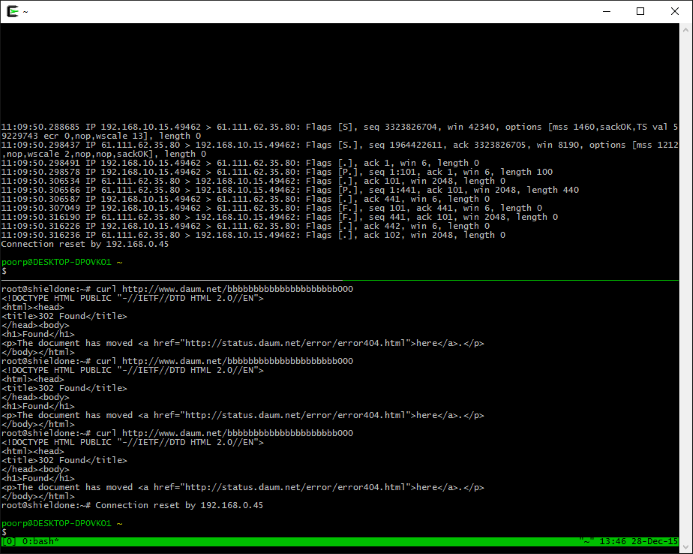 ~
11:09:50.288685 IP 192.168.10.15.49462 > 61.111.62.35.80: Flags [S], seq 3323826704, win 42340, options [mss 1460,sackOK,TS val 5
9229743 ecr 0,nop,wscale 13], length 0
11:09:50.298437 IP 61.111.62.35.80 > 192.168.10.15.49462: Flags [S.], seq 1964422611, ack 3323826705, win 8190, options [mss 1212
,nop,wscale 2,nop,nop,sackOK], length 0
11:09:50.298491 IP 192.168.10.15.49462 > 61.111.62.35.80: Flags [.], ack 1, win 6, length 0
11:09:50.298578 IP 192.168.10.15.49462 > 61.111.62.35.80: Flags [P.], seq 1:101, ack 1, win 6, length 100
11:09:50.306534 IP 61.111.62.35.80 > 192.168.10.15.49462: Flags [.], ack 101, win 2048, length 0
11:09:50.306566 IP 61.111.62.35.80 > 192.168.10.15.49462: Flags [P.], seq 1:441, ack 101, win 2048, length 440
11:09:50.306587 IP 192.168.10.15.49462 > 61.111.62.35.80: Flags [.], ack 441, win 6, length 0
11:09:50.307049 IP 192.168.10.15.49462 > 61.111.62.35.80: Flags [F.], seq 101, ack 441, win 6, length 0
11:09:50.316190 IP 61.111.62.35.80 > 192.168.10.15.49462: Flags [F.], seq 441, ack 101, win 2048, length 0
11:09:50.316226 IP 192.168.10.15.49462 > 61.111.62.35.80: Flags [.], ack 442, win 6, length 0
11:09:50.316236 IP 61.111.62.35.80 > 192.168.10.15.49462: Flags [.], ack 102, win 2048, length 0
Connection reset by 192.168.0.45
poorp@DESKTOP-DPOVKO1 ~
$
root@shieldone:~# curl http://www.daum.net/bbbbbbbbbbbbbbbbbbbbb000
<!DOCTYPE HTML PUBLIC "-//IETF//DTD HTML 2.0//EN">
<html><head>
<title>302 Found</title>
</head><body>
<h1>Found</h1>
<p>The document has moved <a href="http://status.daum.net/error/error404.html">here</a>.</p>
</body></html>
root@shieldone:~# curl http://www.daum.net/bbbbbbbbbbbbbbbbbbbbb000
<!DOCTYPE HTML PUBLIC "-//IETF//DTD HTML 2.0//EN">
<html><head>
<title>302 Found</title>
</head><body>
<h1>Found</h1>
<p>The document has moved <a href="http://status.daum.net/error/error404.html">here</a>.</p>
</body></html>
root@shieldone:~# curl http://www.daum.net/bbbbbbbbbbbbbbbbbbbbb000
<!DOCTYPE HTML PUBLIC "-//IETF//DTD HTML 2.0//EN">
<html><head>
<title>302 Found</title>
</head><body>
<h1>Found</h1>
<p>The document has moved <a href="http://status.daum.net/error/error404.html">here</a>.</p>
</body></html>
root@shieldone:~# Connection reset by 192.168.0.45
poorp@DESKTOP-DPOVKO1 ~
$
[0] 0:bash* "~" 13:46 28-Dec-15